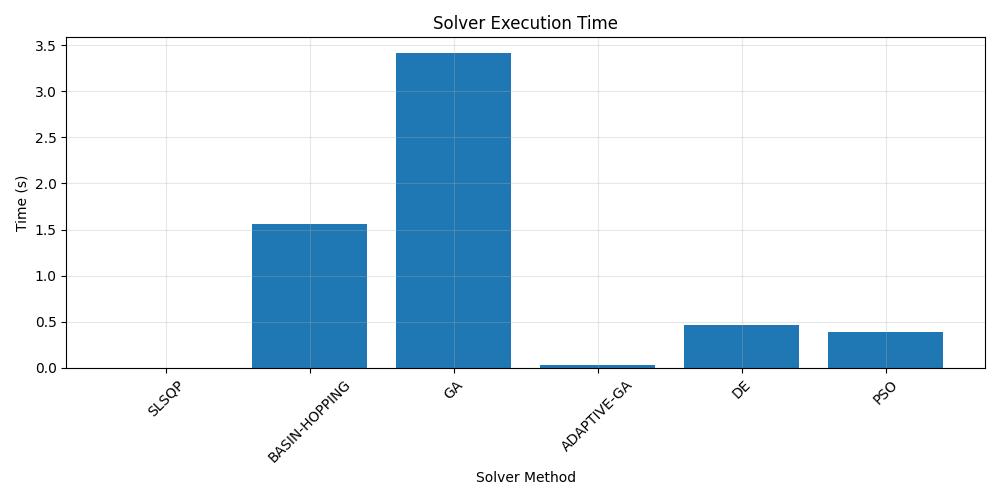 Solver Execution Time
Time (s)
3.5
3.0
2.5
2.0
1.5
1.0
0.5
0.0
SLSQP
BASIN-HOPPING
GA
ADAPTIVE-GA
DE
PSO
Solver Method